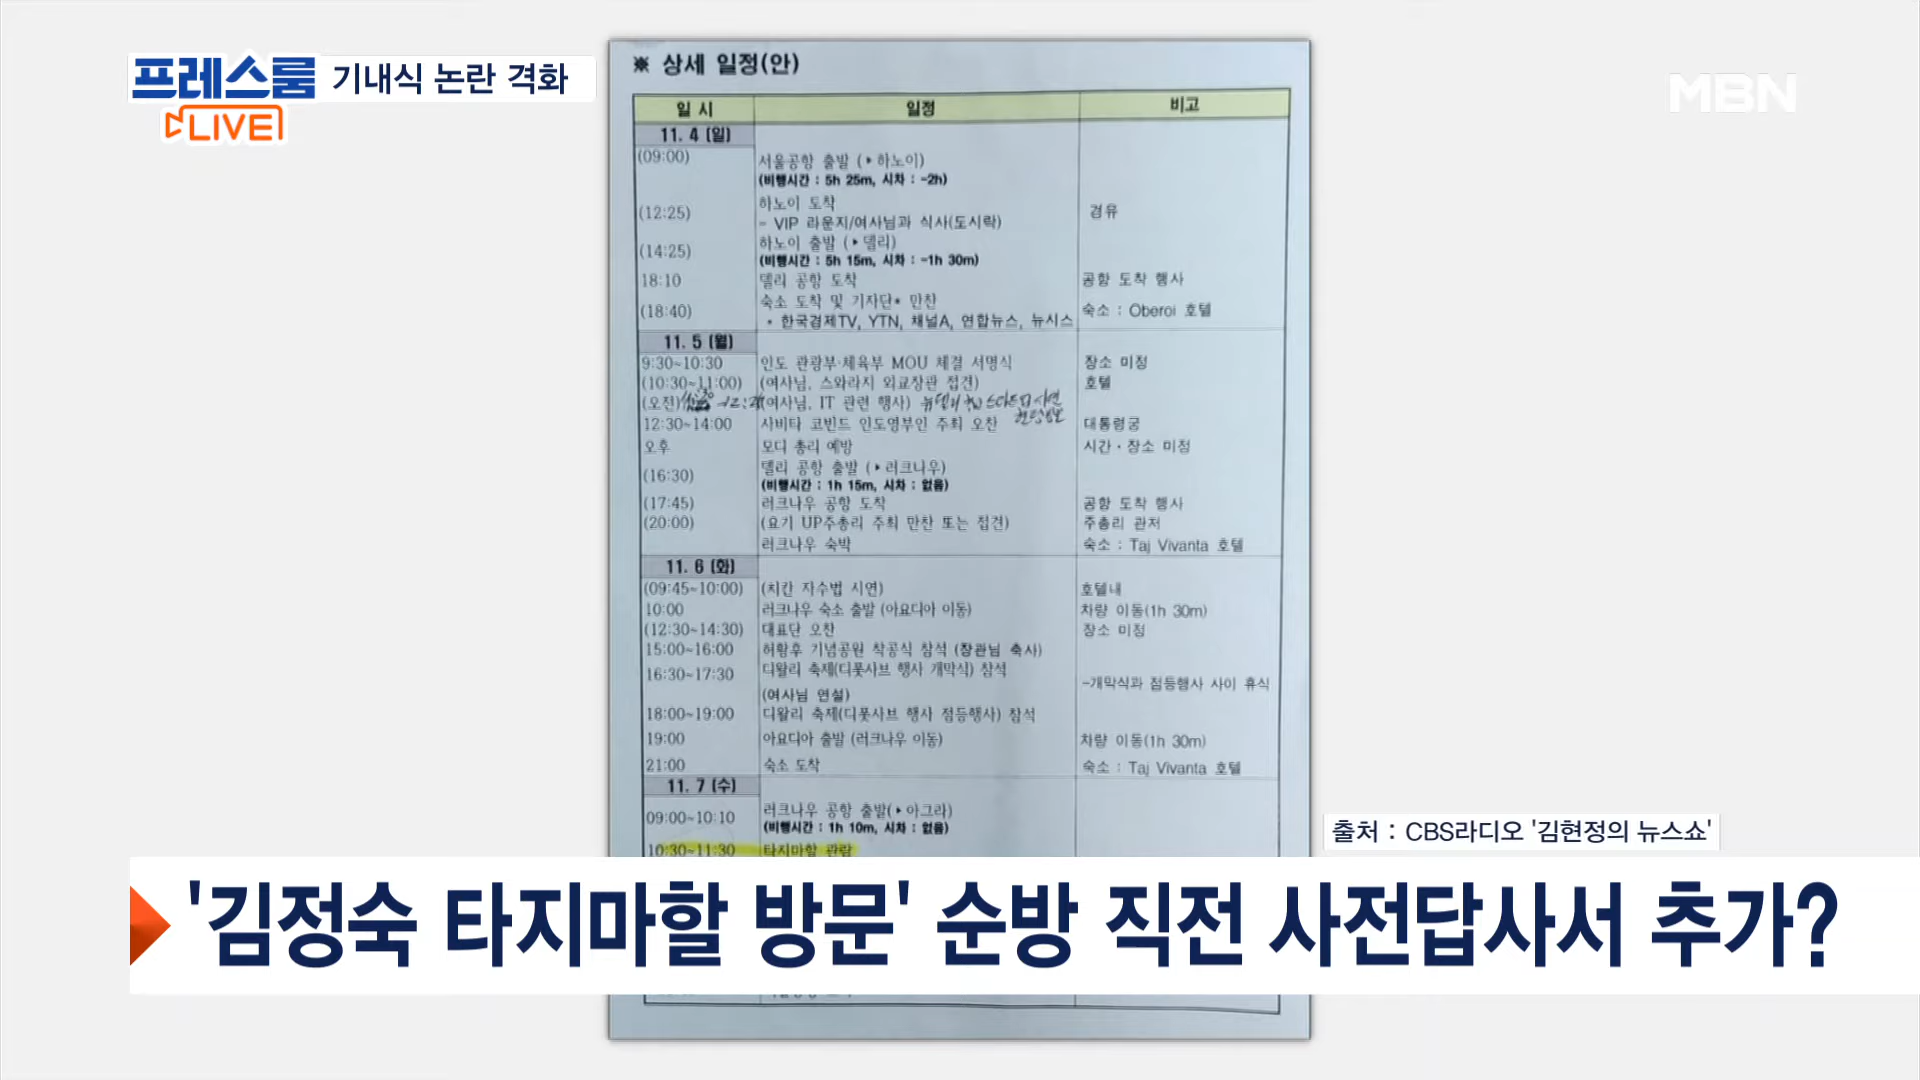 프레스룸 기내식 논란 격화
LIVE
MBN
※ 상세 일정(안)
일 시 일정 비고
11. 4 (일)
(09:00) 서울공항 출발 (▸하노이)
(비행시간 : 5h 25m, 시차 : -2h)
(12:25) 하노이 도착 경유
- VIP 라운지/여사님과 식사(도시락)
(14:25) 하노이 출발 (▸델리)
(비행시간 : 5h 15m, 시차 : -1h 30m)
18:10 델리 공항 도착 공항 도착 행사
(18:40) 숙소 도착 및 기자단* 만찬 숙소 : Oberoi 호텔
* 한국경제TV, YTN, 채널A, 연합뉴스, 뉴시스
11. 5 (월)
9:30~10:30 인도 관광부·체육부 MOU 체결 서명식 장소 미정
(10:30~11:00) (여사님, 스와라지 외교장관 접견) 호텔
(오전) (여사님, IT 관련 행사)
12:30~14:00 사비타 코빈드 인도영부인 주최 오찬 대통령궁
오후 모디 총리 예방 시간·장소 미정
(16:30) 델리 공항 출발 (▸러크나우)
(비행시간 : 1h 15m, 시차 : 없음)
(17:45) 러크나우 공항 도착 공항 도착 행사
(20:00) (요기 UP주총리 주최 만찬 또는 접견) 주총리 관저
러크나우 숙박 숙소 : Taj Vivanta 호텔
11. 6 (화)
(09:45~10:00) (치칸 자수법 시연) 호텔내
10:00 러크나우 숙소 출발 (아요디아 이동) 차량 이동(1h 30m)
(12:30~14:30) 대표단 오찬 장소 미정
15:00~16:00 허황후 기념공원 착공식 참석 (장관님 축사)
16:30~17:30 디왈리 축제(디폿사브 행사 개막식) 참석 -개막식과 점등행사 사이 휴식
(여사님 연설)
18:00~19:00 디왈리 축제(디폿사브 행사 점등행사) 참석
19:00 아요디아 출발 (러크나우 이동) 차량 이동(1h 30m)
21:00 숙소 도착 숙소 : Taj Vivanta 호텔
11. 7 (수)
09:00~10:10 러크나우 공항 출발(▸아그라)
(비행시간 : 1h 10m, 시차 : 없음)
10:30~11:30 타지마할 관람
출처 : CBS라디오 '김현정의 뉴스쇼'
'김정숙 타지마할 방문' 순방 직전 사전답사서 추가?